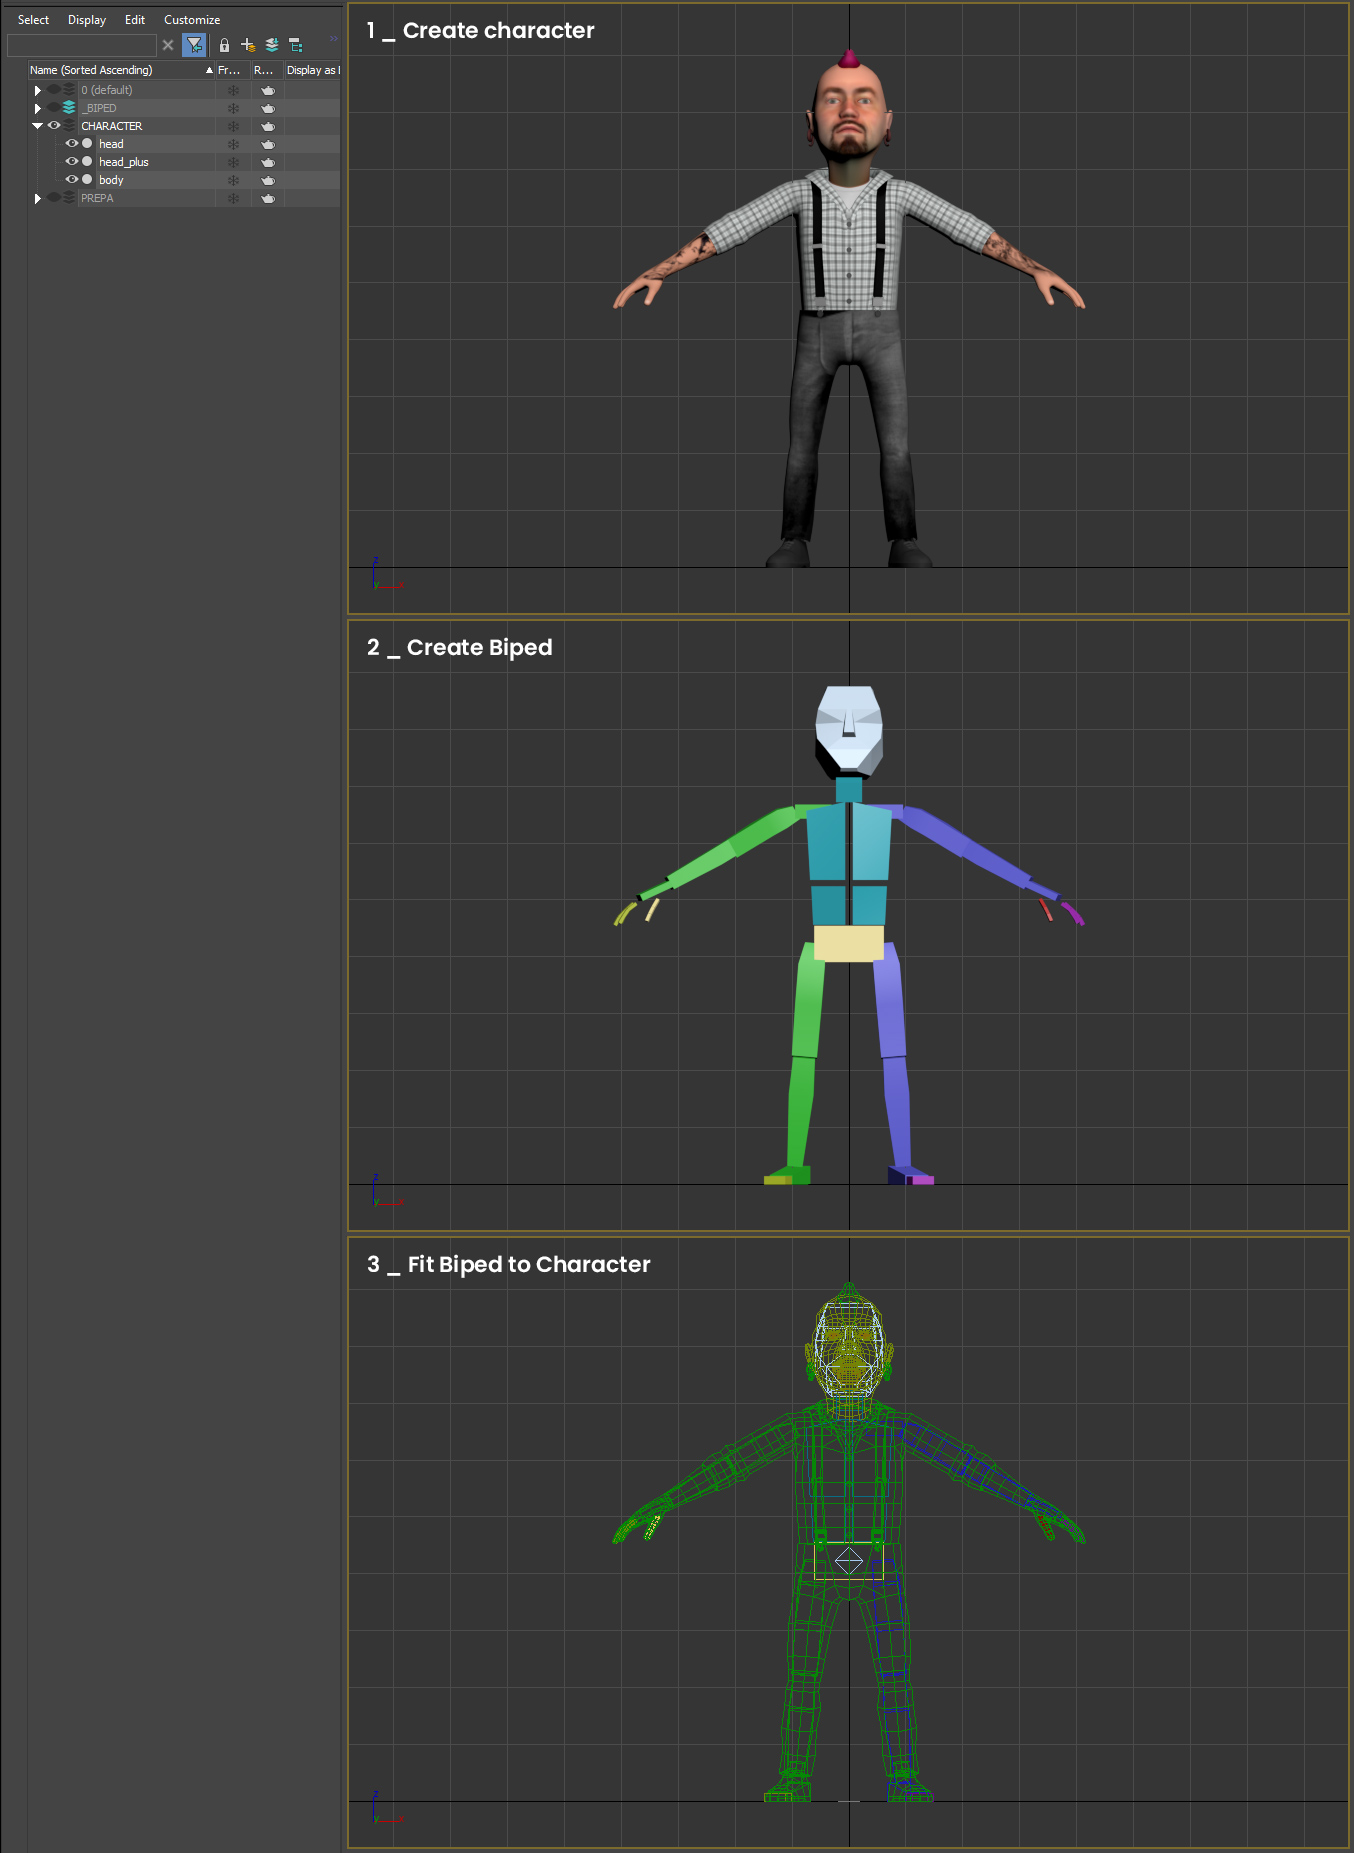 Select Display Edit Customize
Name (Sorted Ascending) Fr... R... Display as
0 (default)
_BIPED
CHARACTER
head
head_plus
body
PREPA
1 _ Create character
z
y x
2 _ Create Biped
z
y x
3 _ Fit Biped to Character
z
y x